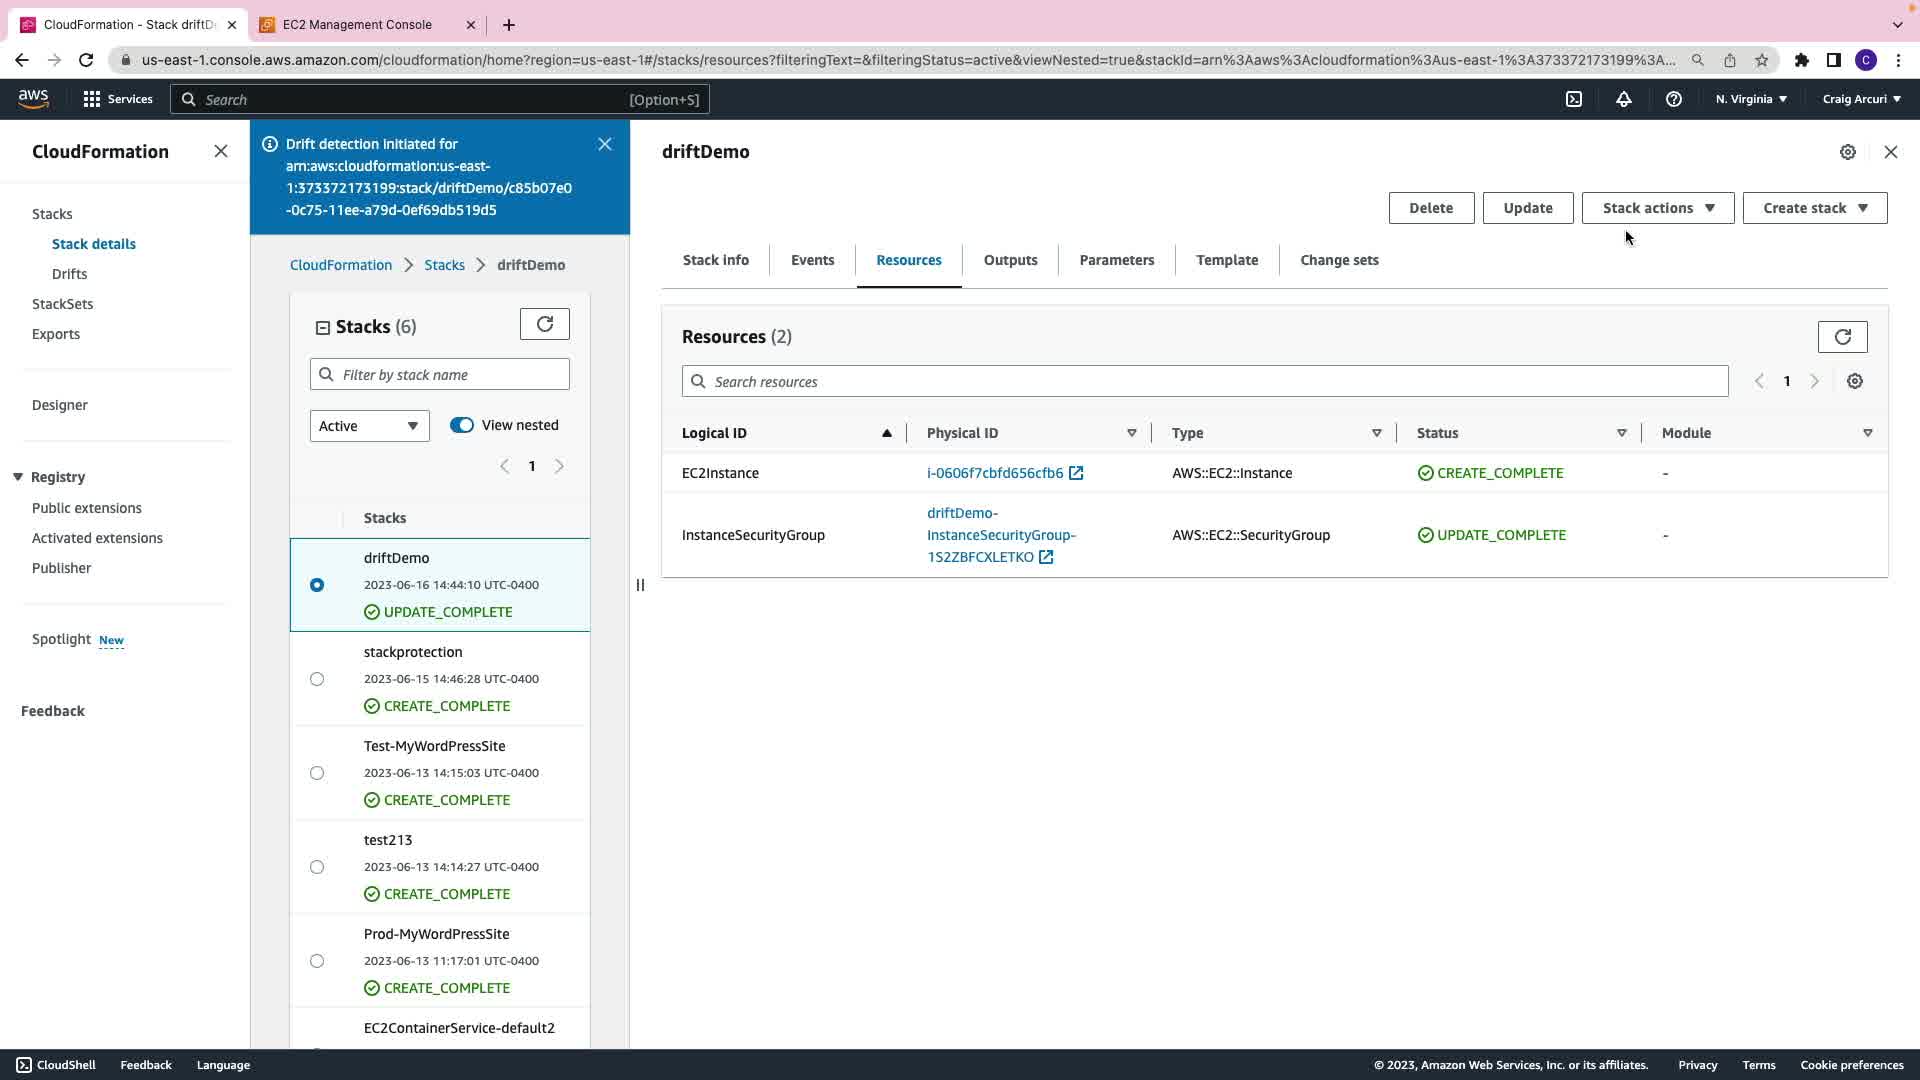 CloudFormation - Stack driftD
EC2 Management Console
us-east-1.console.aws.amazon.com/cloudformation/home?region=us-east-1#/stacks/resources?filteringText=&filteringStatus=active&viewNested=true&stackId=arn%3Aaws%3Acloudformation%3Aus-east-1%3A373372173199%3A...
C
aws
Services
Search
[Option+S]
N. Virginia
Craig Arcuri
CloudFormation
Stacks
Stack details
Drifts
StackSets
Exports
Designer
Registry
Public extensions
Activated extensions
Publisher
Spotlight New
Feedback
Drift detection initiated for
arn:aws:cloudformation:us-east-
1:373372173199:stack/driftDemo/c85b07e0
-0c75-11ee-a79d-0ef69db519d5
CloudFormation
Stacks
driftDemo
Stacks (6)
Filter by stack name
Active
View nested
1
Stacks
driftDemo
2023-06-16 14:44:10 UTC-0400
UPDATE_COMPLETE
stackprotection
2023-06-15 14:46:28 UTC-0400
CREATE_COMPLETE
Test-MyWordPressSite
2023-06-13 14:15:03 UTC-0400
CREATE_COMPLETE
test213
2023-06-13 14:14:27 UTC-0400
CREATE_COMPLETE
Prod-MyWordPressSite
2023-06-13 11:17:01 UTC-0400
CREATE_COMPLETE
EC2ContainerService-default2
driftDemo
Delete
Update
Stack actions
Create stack
Stack info
Events
Resources
Outputs
Parameters
Template
Change sets
Resources (2)
Search resources
1
Logical ID
Physical ID
Type
Status
Module
EC2Instance
i-0606f7cbfd656cfb6
AWS::EC2::Instance
CREATE_COMPLETE
-
InstanceSecurityGroup
driftDemo-
InstanceSecurityGroup-
1S2ZBFCXLETKO
AWS::EC2::SecurityGroup
UPDATE_COMPLETE
-
CloudShell
Feedback
Language
© 2023, Amazon Web Services, Inc. or its affiliates.
Privacy
Terms
Cookie preferences